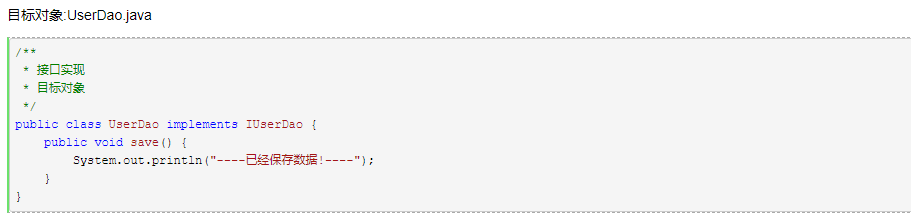 目标对象:UserDao.java
/**
 * 接口实现
 * 目标对象
 */
public class UserDao implements IUserDao {
    public void save() {
        System.out.println("----已经保存数据!----");
    }
}